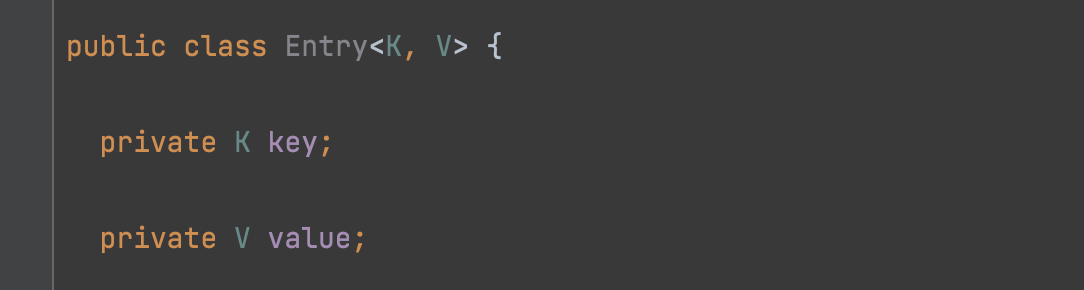 public class Entry<K, V> {
private K key;
private V value;